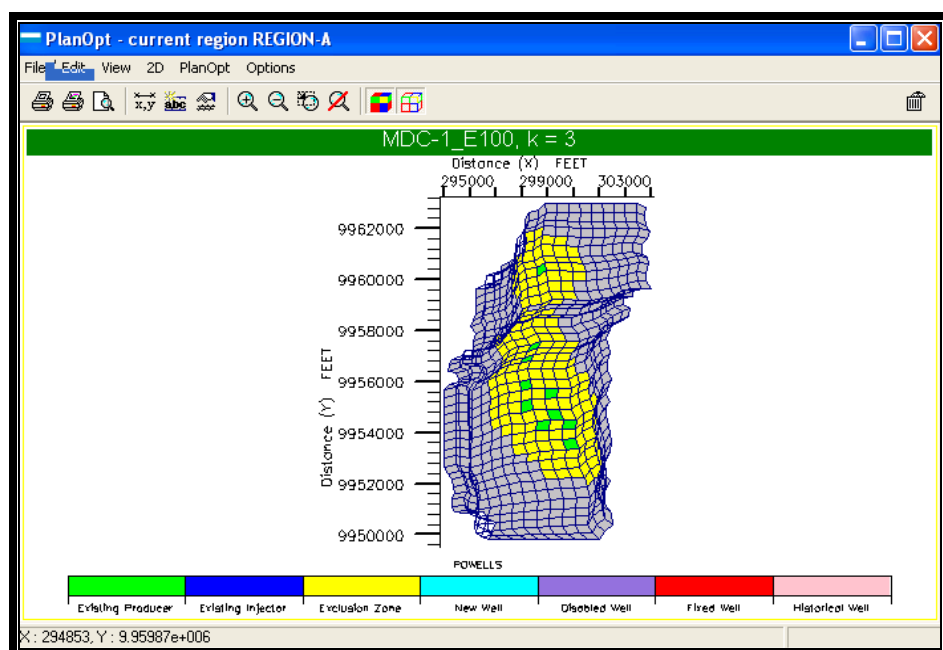 PlanOpt - current region REGION-A
File Edit View 2D PlanOpt Options
x,y abc
MDC-1_E100, k = 3
Distance (X) FEET
295000 299000 303000
9962000
9960000
9958000
9956000
9954000
9952000
9950000
Distance (Y) FEET
POWELLS
Existing Producer Existing Injector Exclusion Zone New Well Disabled Well Fixed Well Historical Well
X : 294853, Y : 9.95987e+006